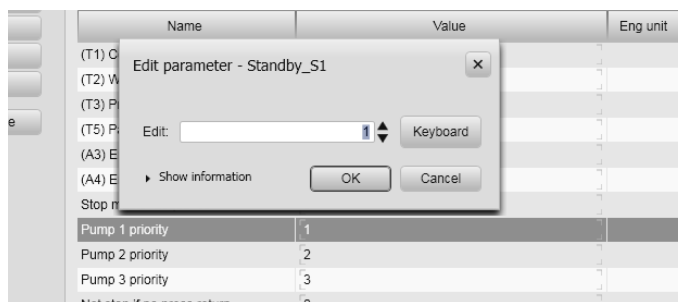 Name Value Eng unit
(T1) C
Edit parameter - Standby_S1
(T2) W
(T3) P
e
(T5) P
Edit: 1 Keyboard
(A3) E
(A4) E
Show information OK Cancel
Stop m
Pump 1 priority 1
Pump 2 priority 2
Pump 3 priority 3